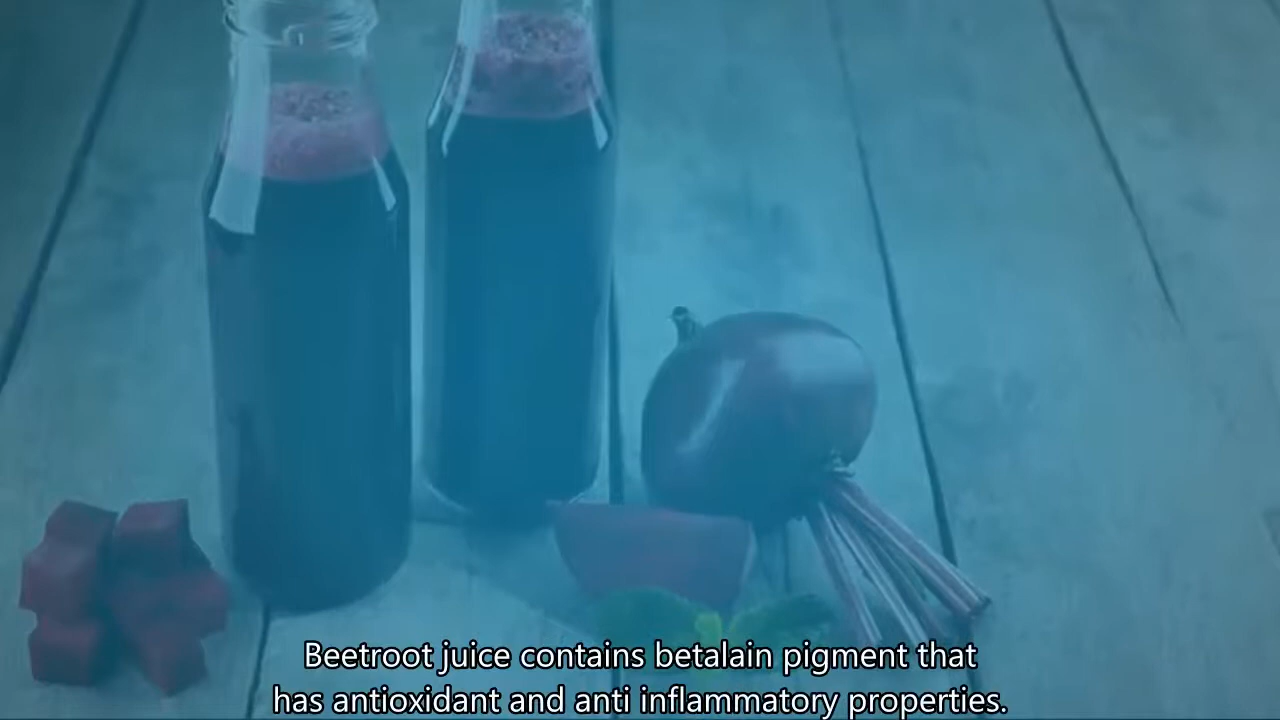 Beetroot juice contains betalain pigment that
has antioxidant and anti inflammatory properties.